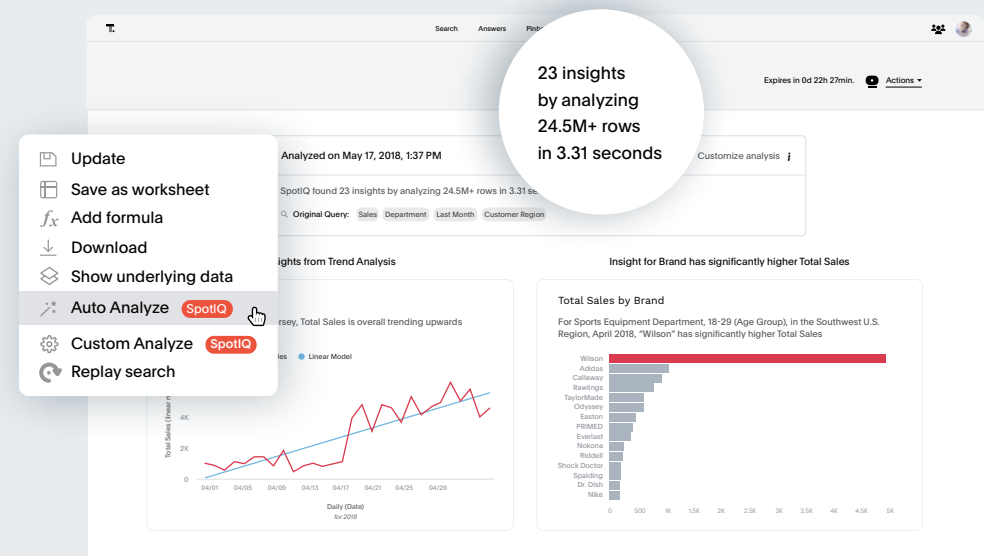 T.
Search
Answers
23 insights
by analyzing
24.5M+ rows
in 3.31 seconds
Expires in 0d 22h 27min.
Actions
Update
Save as worksheet
fx Add formula
Download
Show underlying data
Auto Analyze SpotIQ
Custom Analyze SpotIQ
Replay search
Analyzed on May 17, 2018, 1:37 PM
Customize analysis i
SpotIQ found 23 insights by analyzing 24.5M+ rows in 3.31 se
Original Query: Sales Department Last Month Customer Region
ights from Trend Analysis
rsey, Total Sales is overall trending upwards
les Linear Model
Total Sales (linear
4K
2K
0
04/01 04/05 04/09 04/13 04/17 04/21 04/25 04/29
Daily (Date)
for 2018
Insight for Brand has significantly higher Total Sales
Total Sales by Brand
For Sports Equipment Department, 18-29 (Age Group), in the Southwest U.S.
Region, April 2018, "Wilson" has significantly higher Total Sales
Wilson
Adidas
Callaway
Rawlings
TaylorMade
Odyssey
Easton
PRIMED
Everlast
Nokona
Riddell
Shock Doctor
Spalding
Dr. Dish
Nike
0 500 1K 1.5K 2K 2.5K 3K 3.5K 4K 4.5K 5K